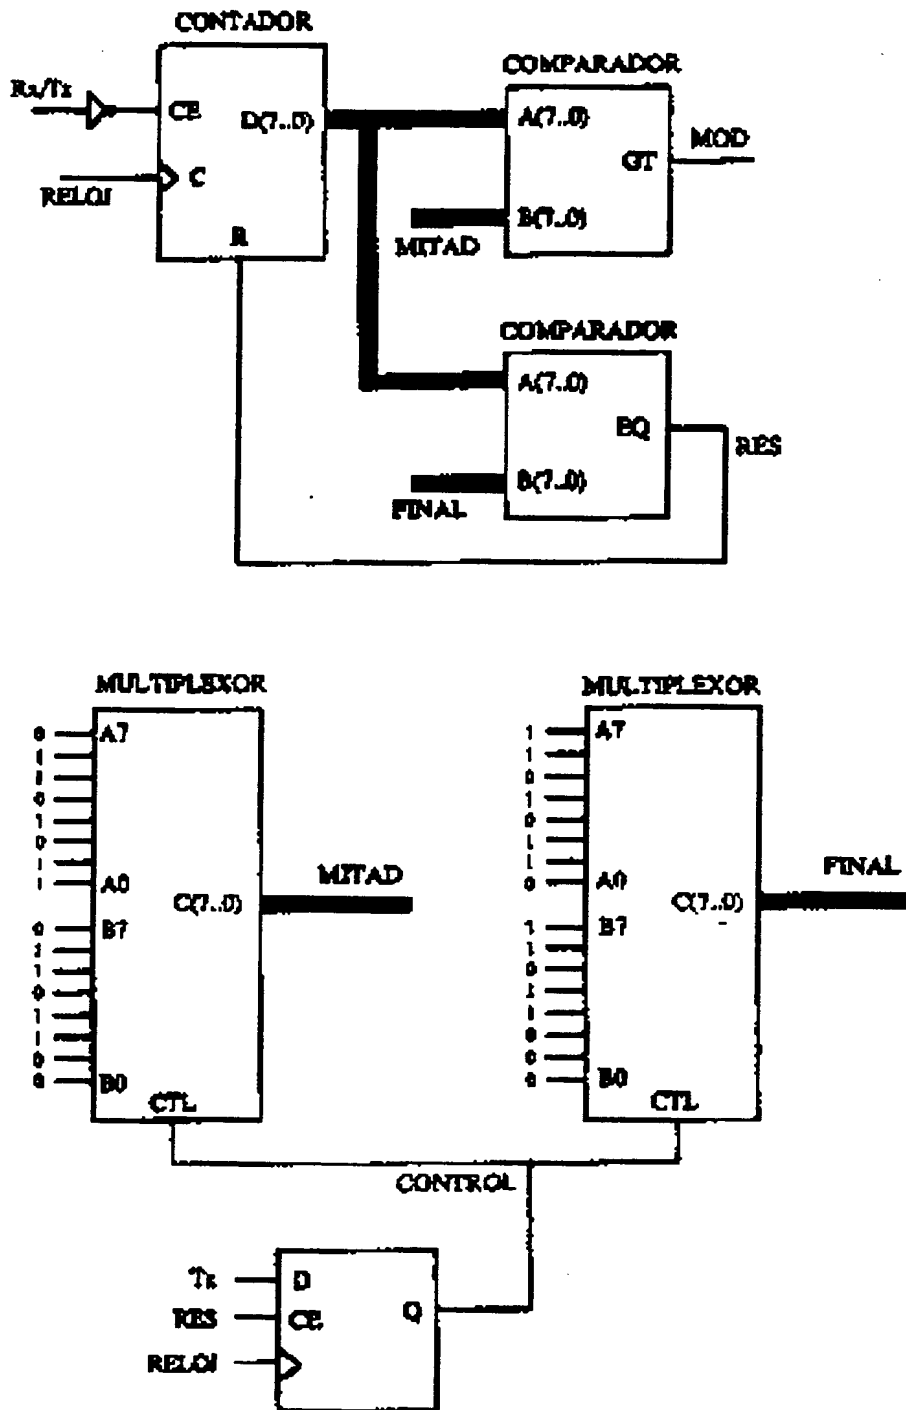 CONTADOR
Rx/Tx
CE
D(7..0)
RELOJ
C
R
COMPARADOR
A(7..0)
MOD
GT
B(7..0)
MITAD
COMPARADOR
A(7..0)
EQ
RES
B(7..0)
FINAL
MULTIPLEXOR
0 A7
1
1
0
1
0
1
1 A0
MITAD
C(7..0)
0 B7
1
1
0
1
1
0
0 B0
CTL
MULTIPLEXOR
1 A7
1
0
1
0
1
1
0 A0
FINAL
C(7..0)
1 B7
1
0
1
1
0
0
0 B0
CTL
CONTROL
Tx
D
RES
CE
Q
RELOJ